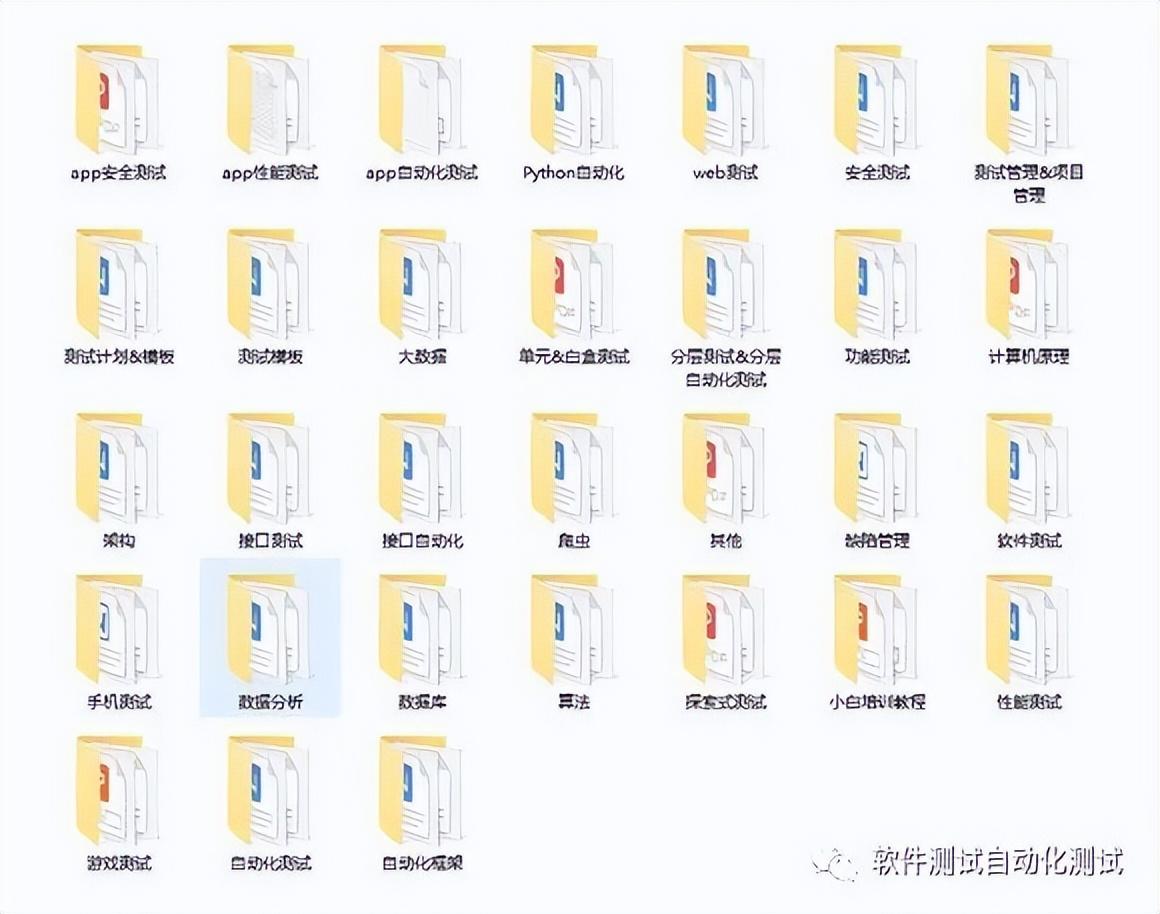 app安全测试
app性能测试
app自动化测试
Python自动化
web测试
安全测试
测试管理&项目
管理
测试计划&模板
测试模板
大数据
单元&白盒测试
分层测试&分层
自动化测试
功能测试
计算机原理
架构
接口测试
接口自动化
爬虫
其他
缺陷管理
软件测试
手机测试
数据分析
数据库
算法
探索式测试
小白培训教程
性能测试
游戏测试
自动化测试
自动化框架
软件测试自动化测试